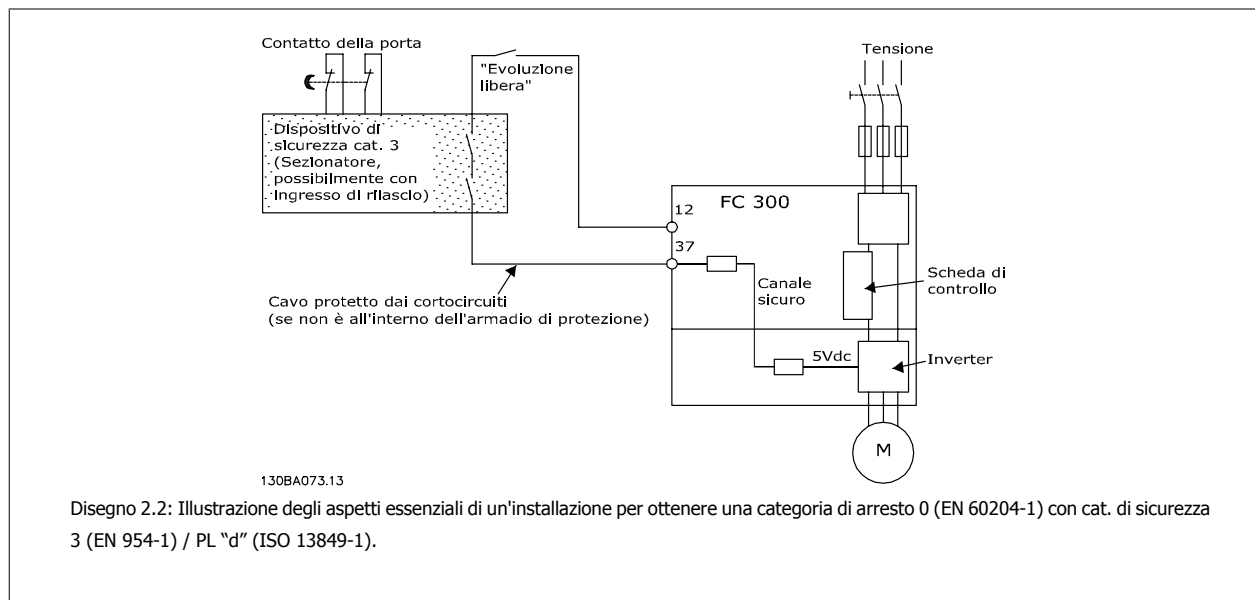 Contatto della porta
"Evoluzione
libera"
Tensione
Dispositivo di
sicurezza cat. 3
(Sezionatore,
possibilmente con
ingresso di rilascio)
12
FC 300
37
Canale
sicuro
Scheda di
controllo
Cavo protetto dai cortocircuiti
(se non è all'interno dell'armadio di protezione)
5Vdc
Inverter
M
130BA073.13
Disegno 2.2: Illustrazione degli aspetti essenziali di un'installazione per ottenere una categoria di arresto 0 (EN 60204-1) con cat. di sicurezza
3 (EN 954-1) / PL “d” (ISO 13849-1).